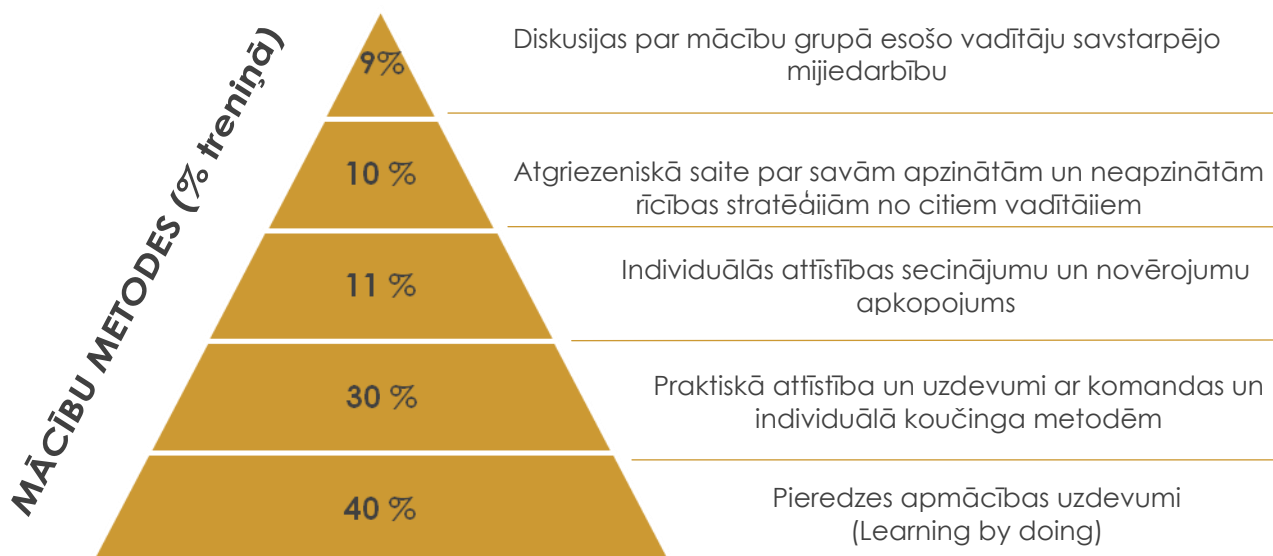 MĀCĪBU METODES (% treniņā)
9%
Diskusijas par mācību grupā esošo vadītāju savstarpējo
mijiedarbību
10 %
Atgriezeniskā saite par savām apzinātām un neapzinātām
rīcības stratēģijām no citiem vadītājiem
11 %
Individuālās attīstības secinājumu un novērojumu
apkopojums
30 %
Praktiskā attīstība un uzdevumi ar komandas un
individuālā koučinga metodēm
40 %
Pieredzes apmācības uzdevumi
(Learning by doing)